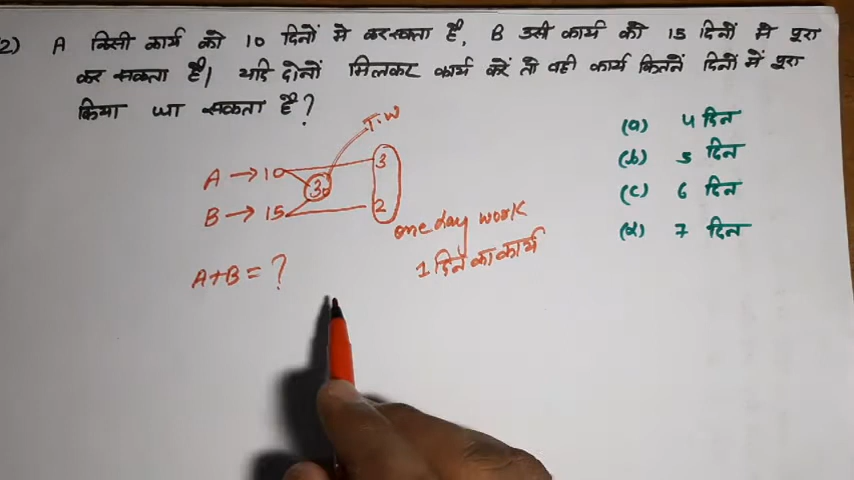 2) A किसी कार्य को 10 दिनों मे कर सकता है, B उसी कार्य को 15 दिनों मे पूरा
कर सकता है। यदि दोनों मिलकर कार्य करें तो वही कार्य कितनें दिनों में पूरा
किया जा सकता है?
T.W
(a) 4 दिन
(b) 5 दिन
(c) 6 दिन
(d) 7 दिन
A → 10 30 3
B → 15 2
one day work
1 दिन का कार्य
A+B = ?